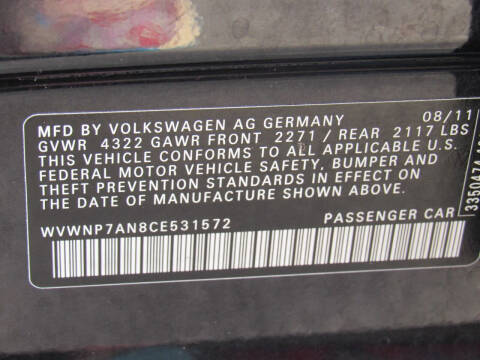 MFD BY VOLKSWAGEN AG GERMANY 08/11
GVWR 4322 GAWR FRONT 2271 / REAR 2117 LBS
THIS VEHICLE CONFORMS TO ALL APPLICABLE U.S.
FEDERAL MOTOR VEHICLE SAFETY, BUMPER AND
THEFT PREVENTION STANDARDS IN EFFECT ON
THE DATE OF MANUFACTURE SHOWN ABOVE.
WVWNP7AN8CE531572 PASSENGER CAR